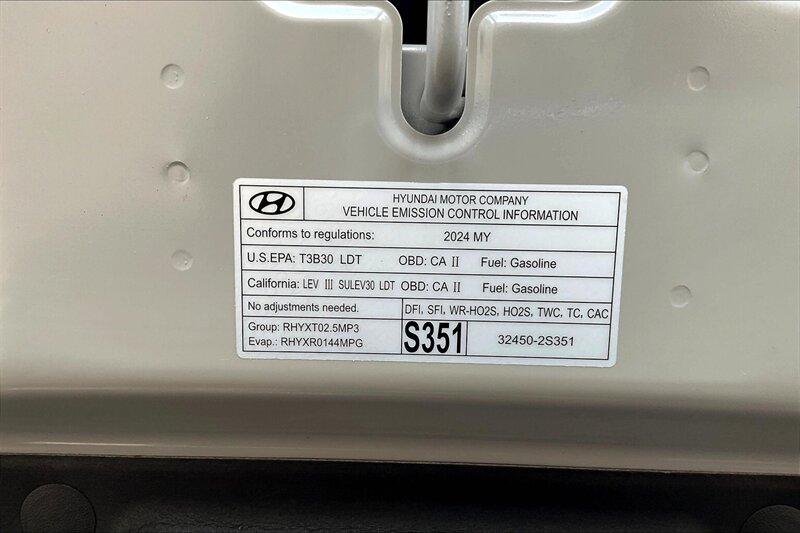 HYUNDAI MOTOR COMPANY
VEHICLE EMISSION CONTROL INFORMATION
Conforms to regulations: 2024 MY
U.S.EPA: T3B30 LDT OBD: CA II Fuel: Gasoline
California: LEV III SULEV30 LDT OBD: CA II Fuel: Gasoline
No adjustments needed. DFI, SFI, WR-HO2S, HO2S, TWC, TC, CAC
Group: RHYXT02.5MP3
Evap.: RHYXR0144MPG
S351
32450-2S351